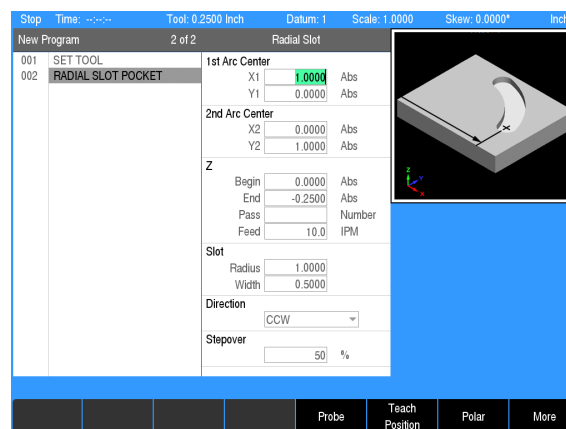 Stop Time: --:--:-- Tool: 0.2500 Inch Datum: 1 Scale: 1.0000 Skew: 0.0000° Inch
New Program 2 of 2 Radial Slot
001 SET TOOL
002 RADIAL SLOT POCKET
1st Arc Center
X1 1.0000 Abs
Y1 0.0000 Abs
2nd Arc Center
X2 0.0000 Abs
Y2 1.0000 Abs
Z
Begin 0.0000 Abs
End -0.2500 Abs
Pass Number
Feed 10.0 IPM
Slot
Radius 1.0000
Width 0.5000
Direction
CCW
Stepover
50 %
Z
Y
X
Probe Teach Position Polar More